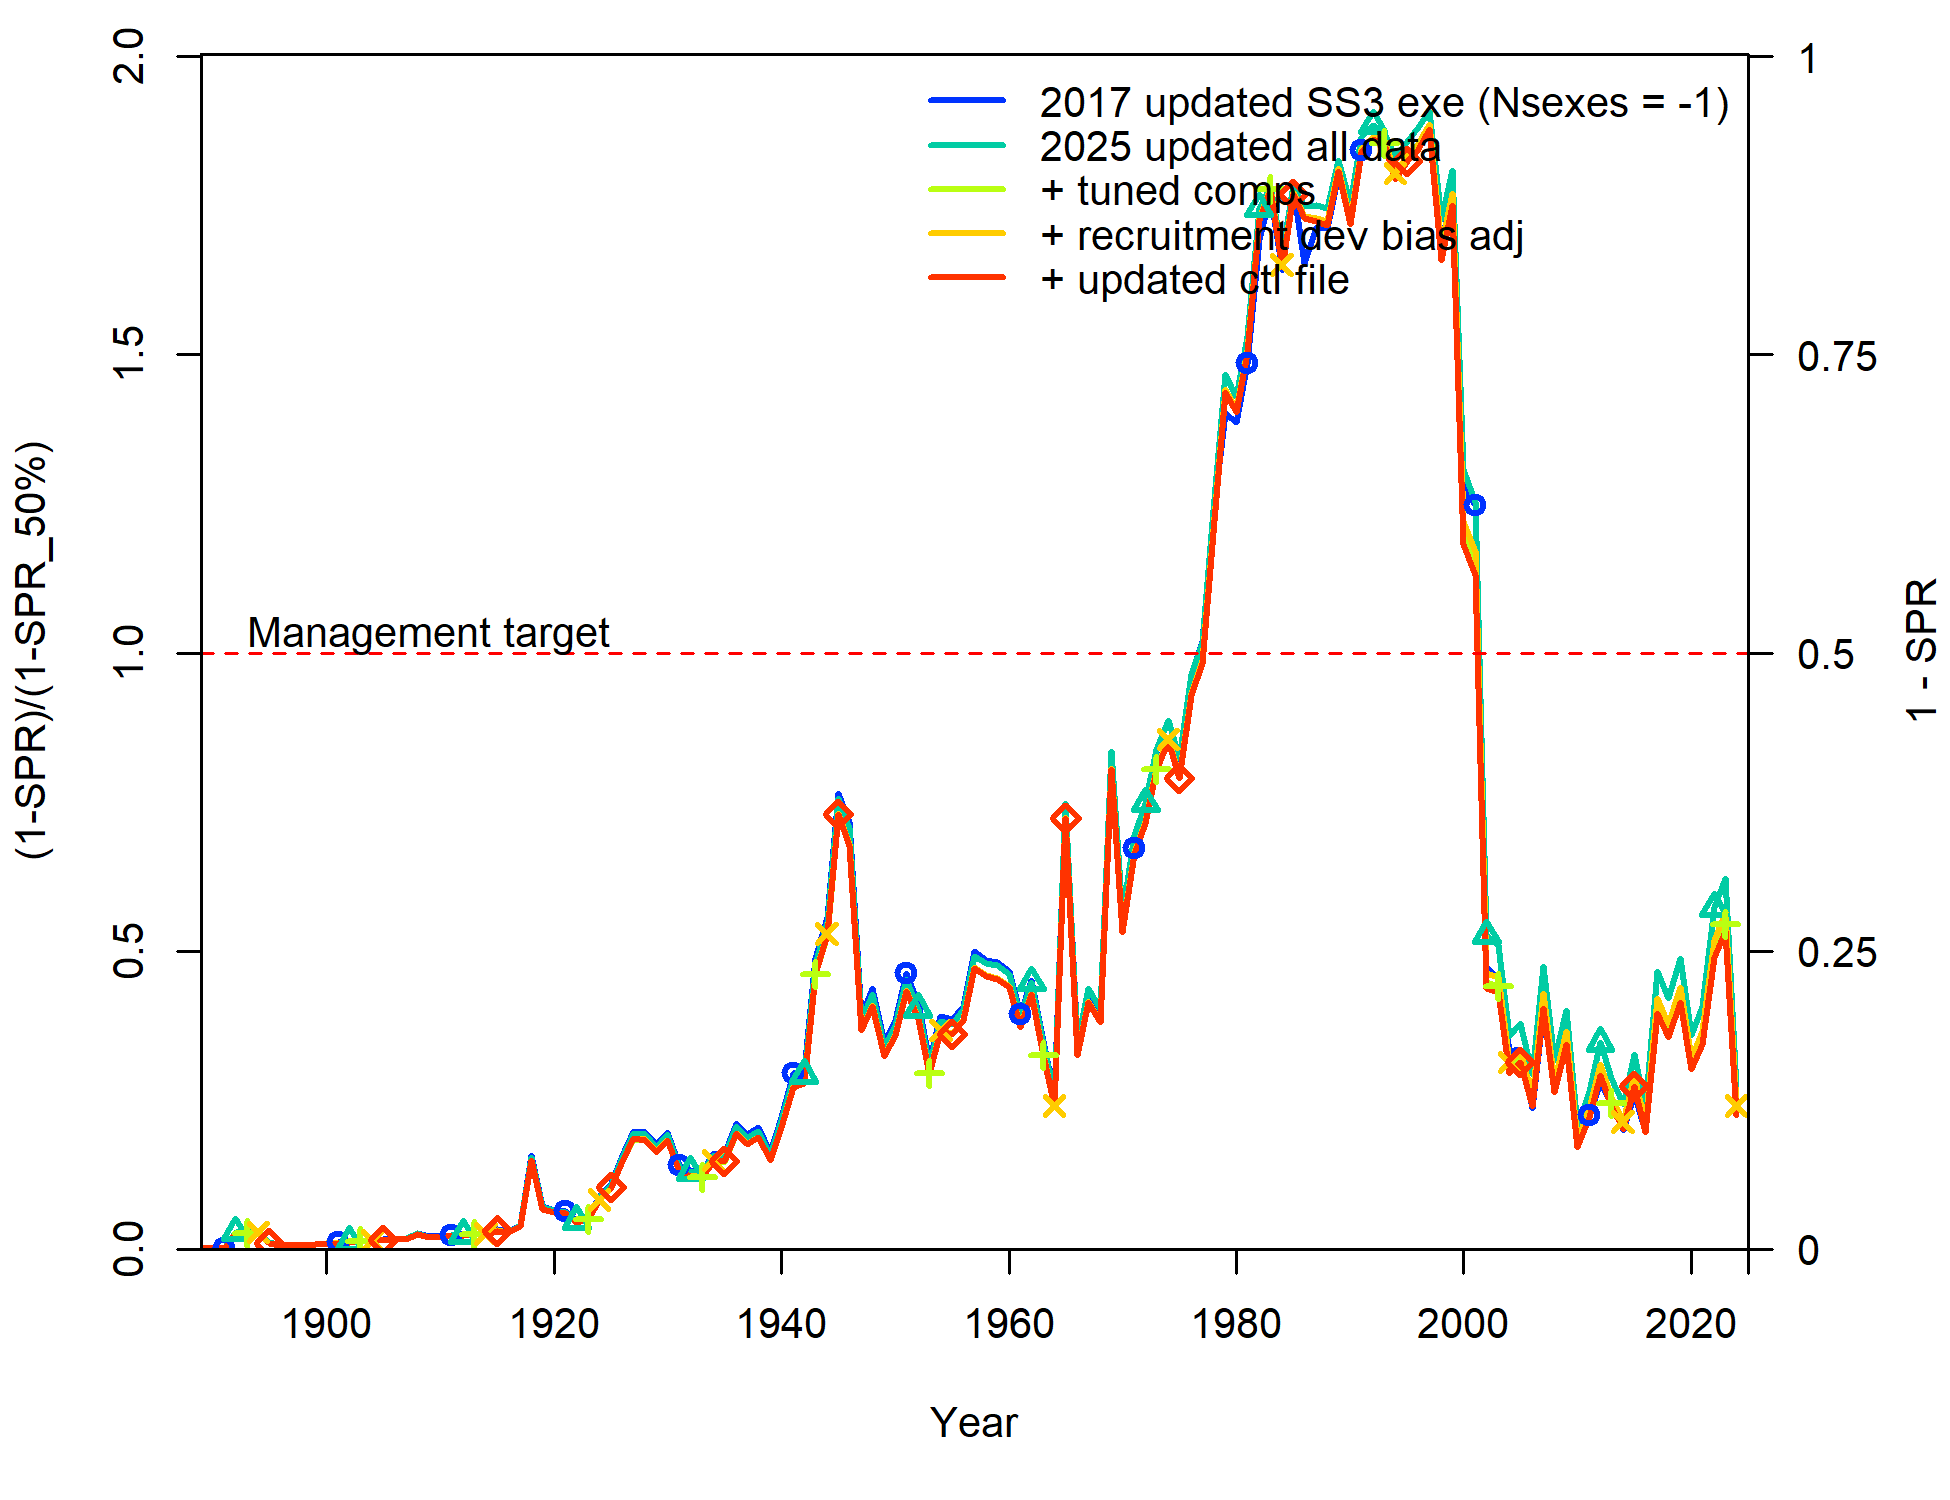 2017 updated SS3 exe (Nsexes = -1)
2025 updated all data
+ tuned comps
+ recruitment dev bias adj
+ updated ctl file
Management target
(1-SPR)/(1-SPR_50%)
2.0
1.5
1.0
0.5
0.0
1
0.75
0.5
0.25
0
1 - SPR
1900 1920 1940 1960 1980 2000 2020
Year